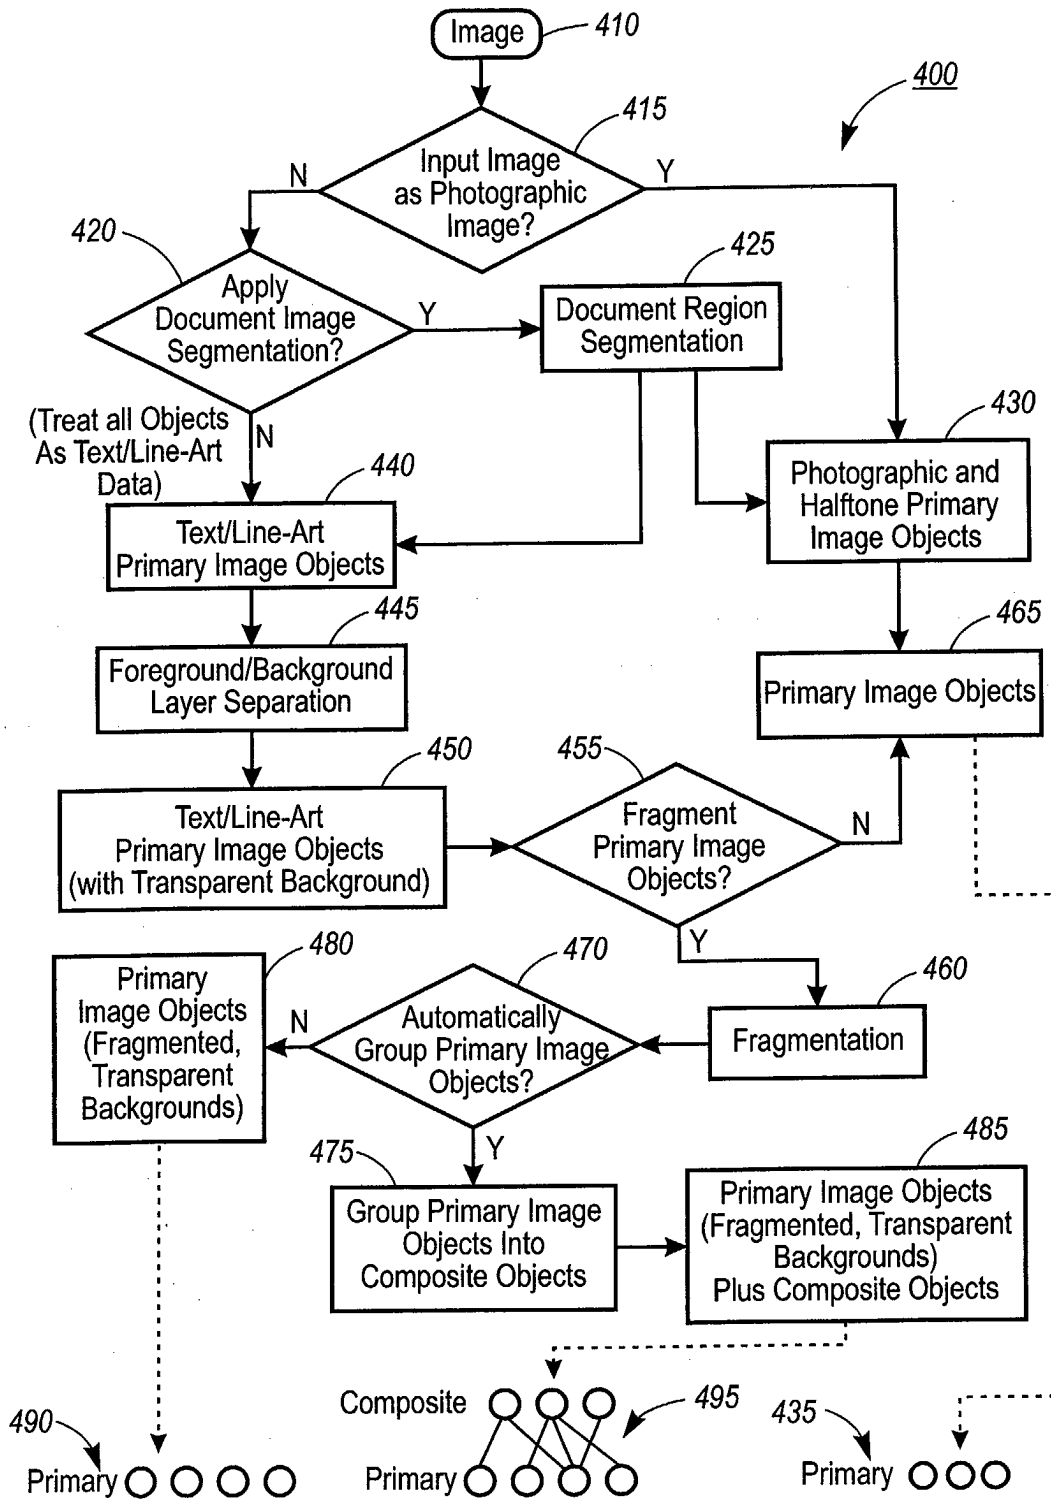 Image
410
400
415
Input Image
as Photographic
Image?
N
Y
420
425
Apply
Document Image
Segmentation?
Y
Document Region
Segmentation
(Treat all Objects
As Text/Line-Art
Data)
N
430
440
Photographic and
Halftone Primary
Image Objects
Text/Line-Art
Primary Image Objects
445
465
Foreground/Background
Layer Separation
Primary Image Objects
450
455
Text/Line-Art
Primary Image Objects
(with Transparent Background)
Fragment
Primary Image
Objects?
N
Y
480
470
460
Primary
Image Objects
(Fragmented,
Transparent
Backgrounds)
N
Automatically
Group Primary Image
Objects?
Fragmentation
Y
475
485
Group Primary Image
Objects Into
Composite Objects
Primary Image Objects
(Fragmented, Transparent
Backgrounds)
Plus Composite Objects
490
Primary
Composite
495
Primary
435
Primary